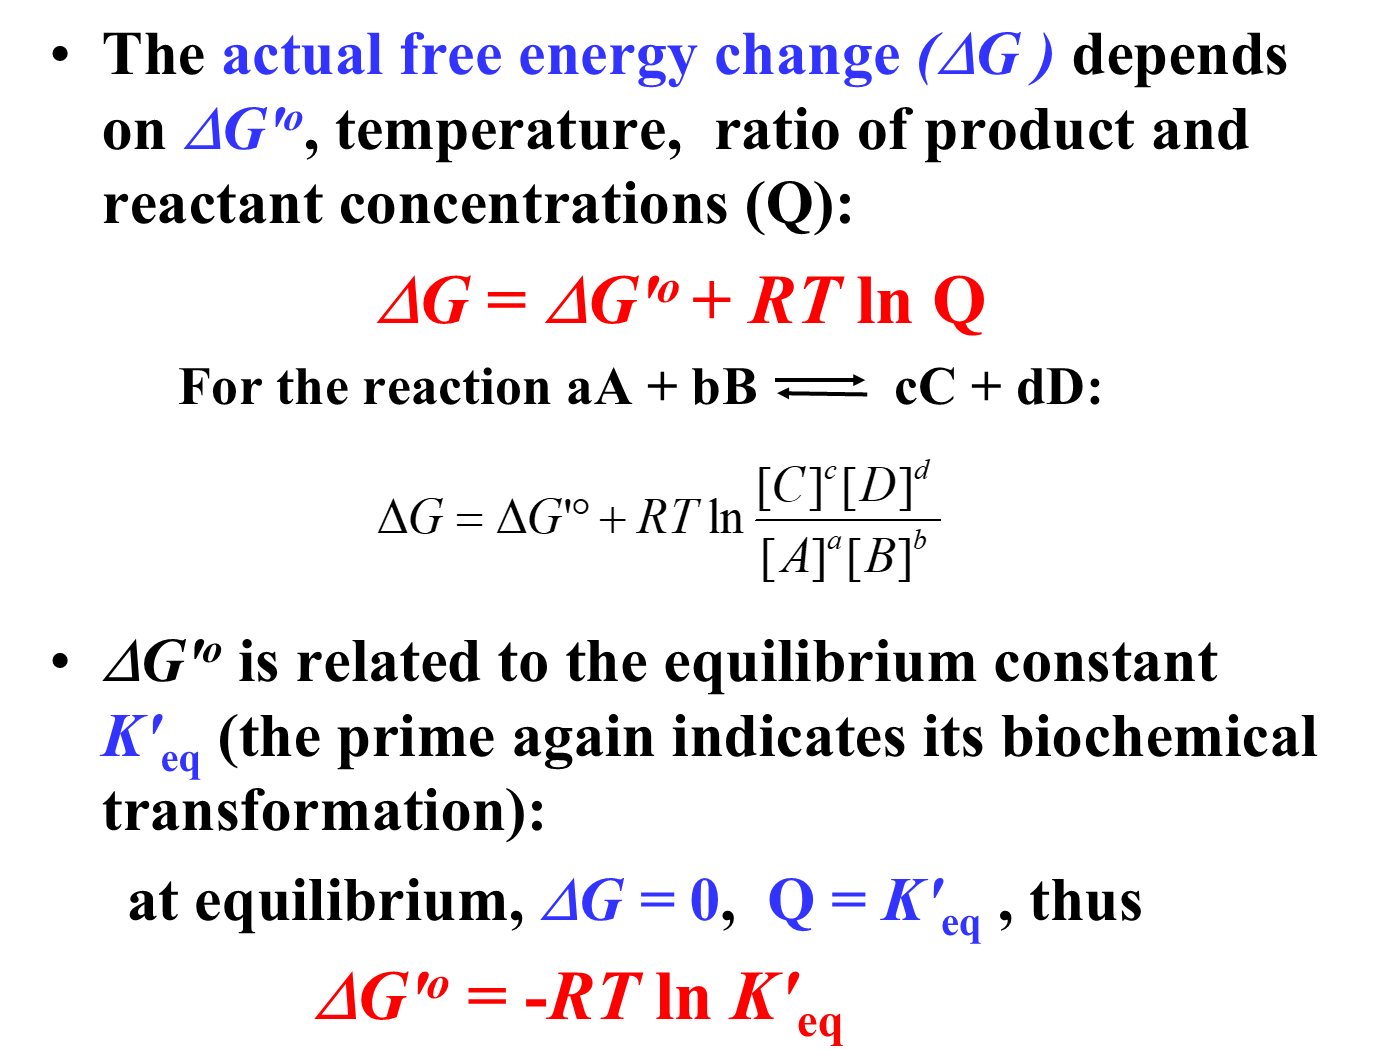 • The actual free energy change (ΔG ) depends
on ΔG'º, temperature, ratio of product and
reactant concentrations (Q):
ΔG = ΔG'º + RT ln Q
For the reaction aA + bB ⇌ cC + dD:
ΔG = ΔG'° + RT ln [C]^c[D]^d / [A]^a[B]^b
• ΔG'º is related to the equilibrium constant
K'eq (the prime again indicates its biochemical
transformation):
at equilibrium, ΔG = 0, Q = K'eq , thus
ΔG'º = -RT ln K'eq